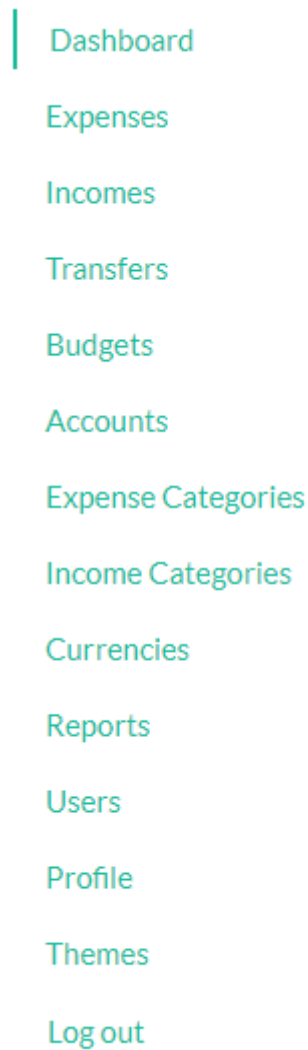 Dashboard
Expenses
Incomes
Transfers
Budgets
Accounts
Expense Categories
Income Categories
Currencies
Reports
Users
Profile
Themes
Log out